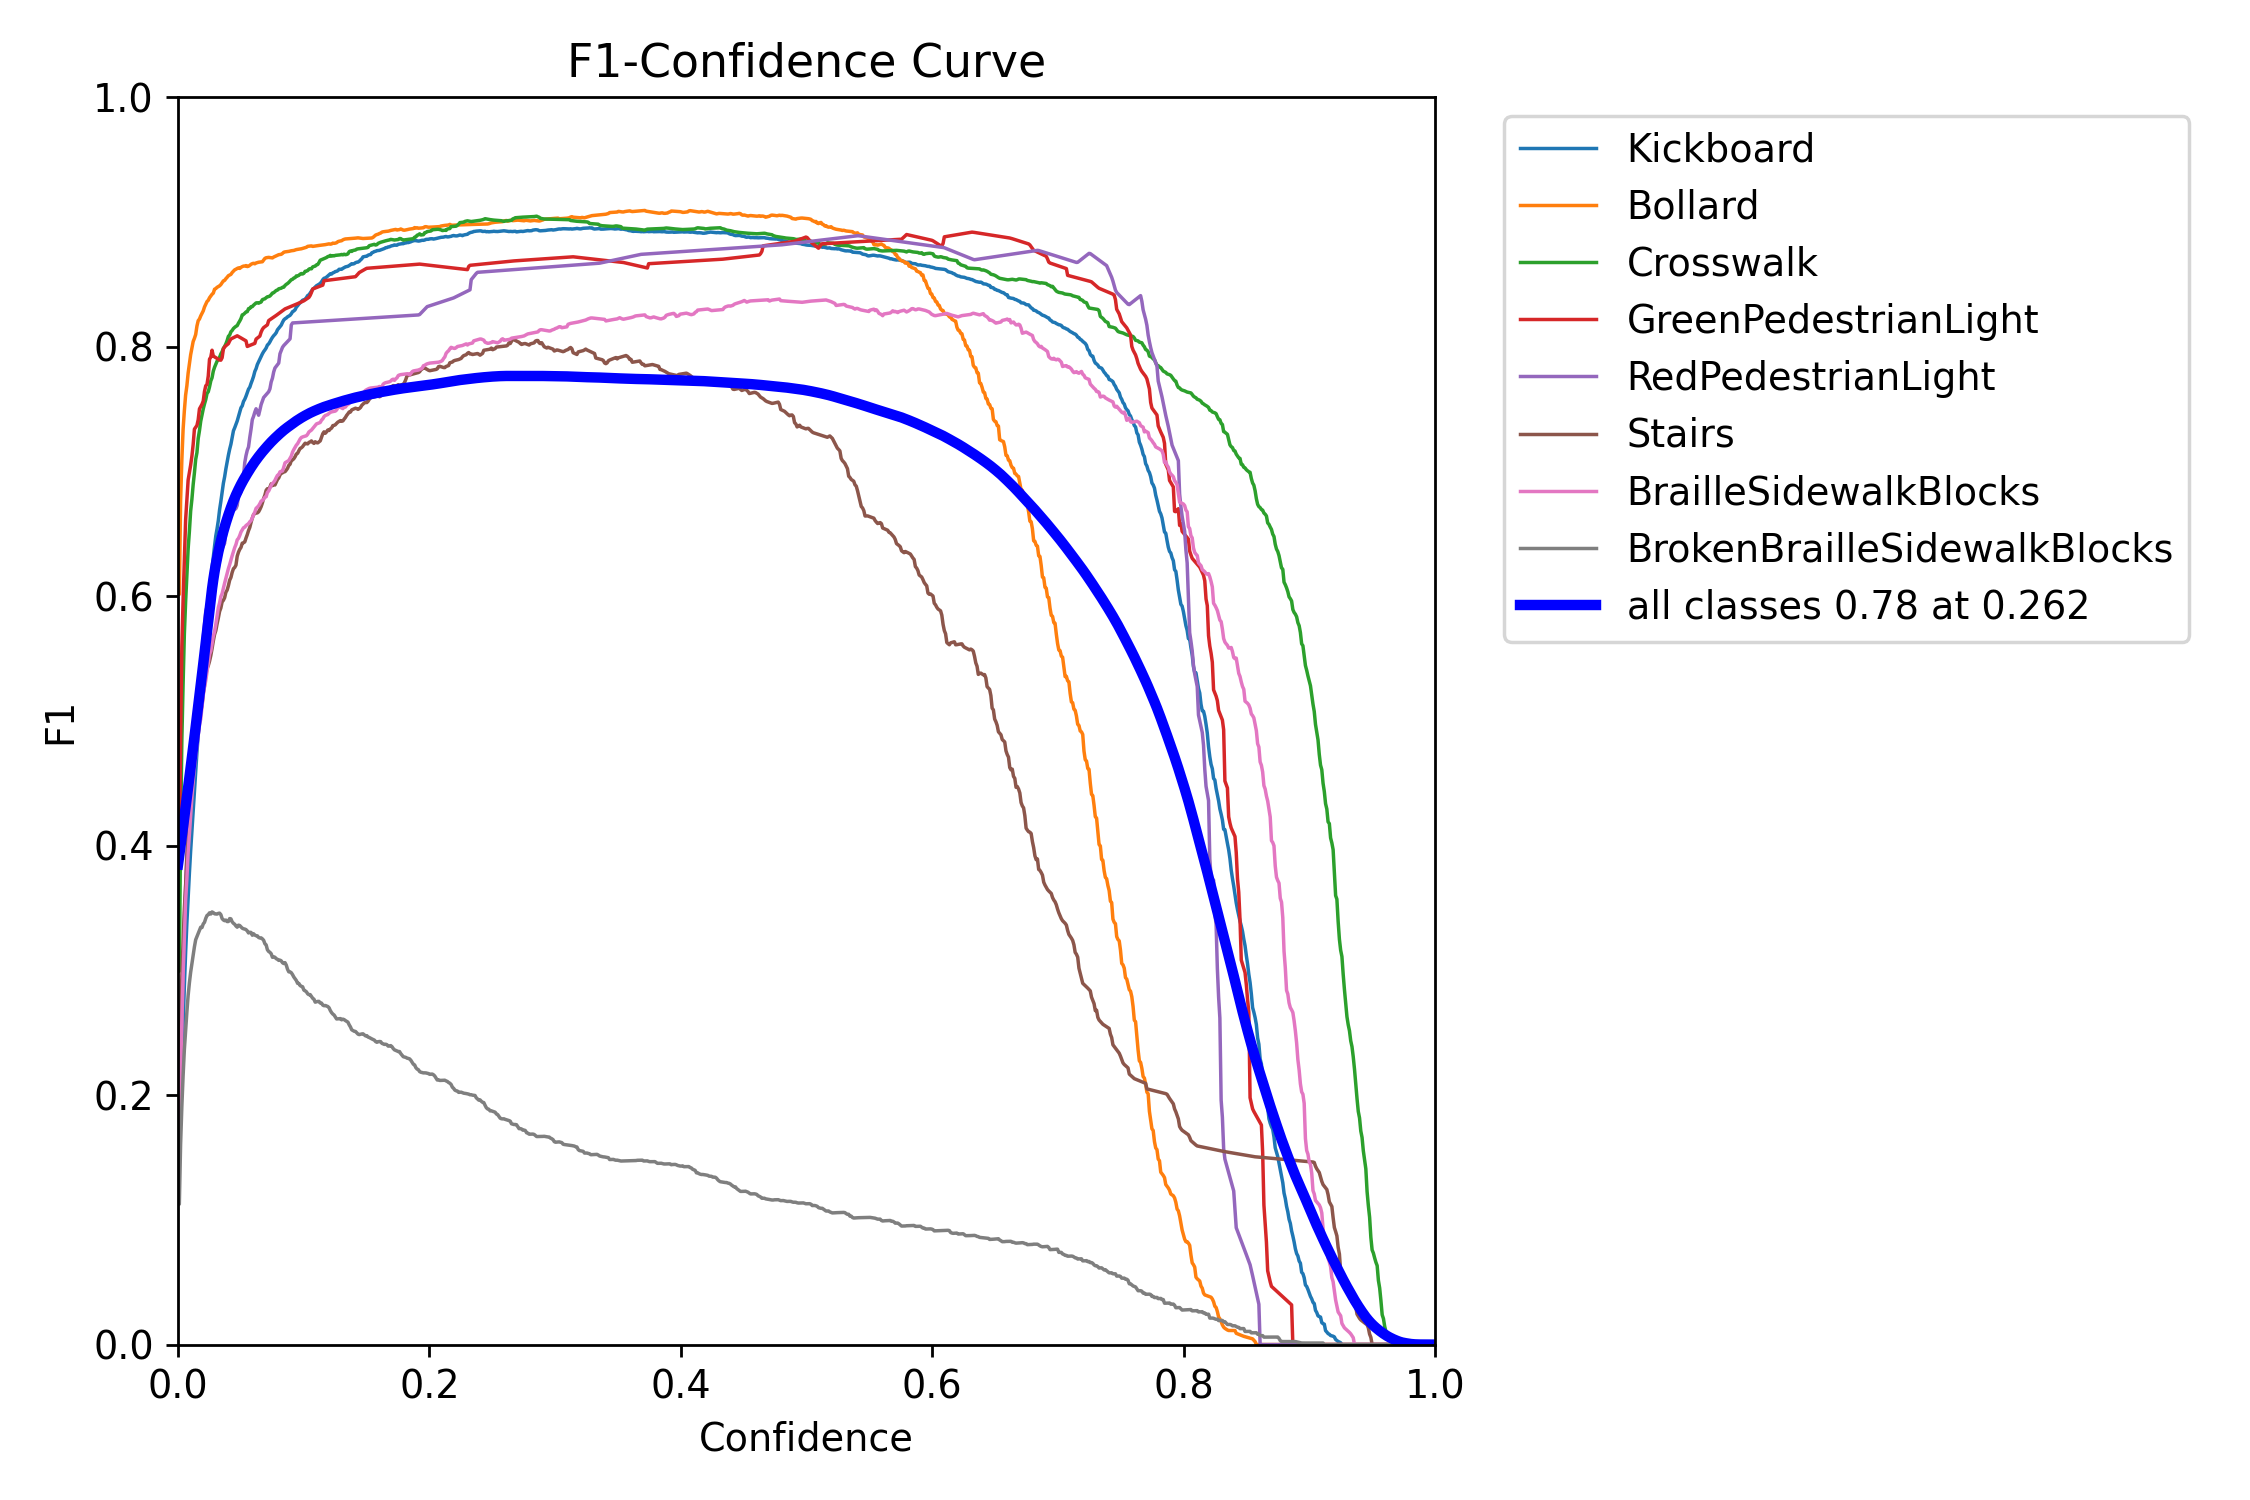 F1-Confidence Curve
1.0
0.8
0.6
0.4
0.2
0.0
F1
0.0 0.2 0.4 0.6 0.8 1.0
Confidence
Kickboard
Bollard
Crosswalk
GreenPedestrianLight
RedPedestrianLight
Stairs
BrailleSidewalkBlocks
BrokenBrailleSidewalkBlocks
all classes 0.78 at 0.262